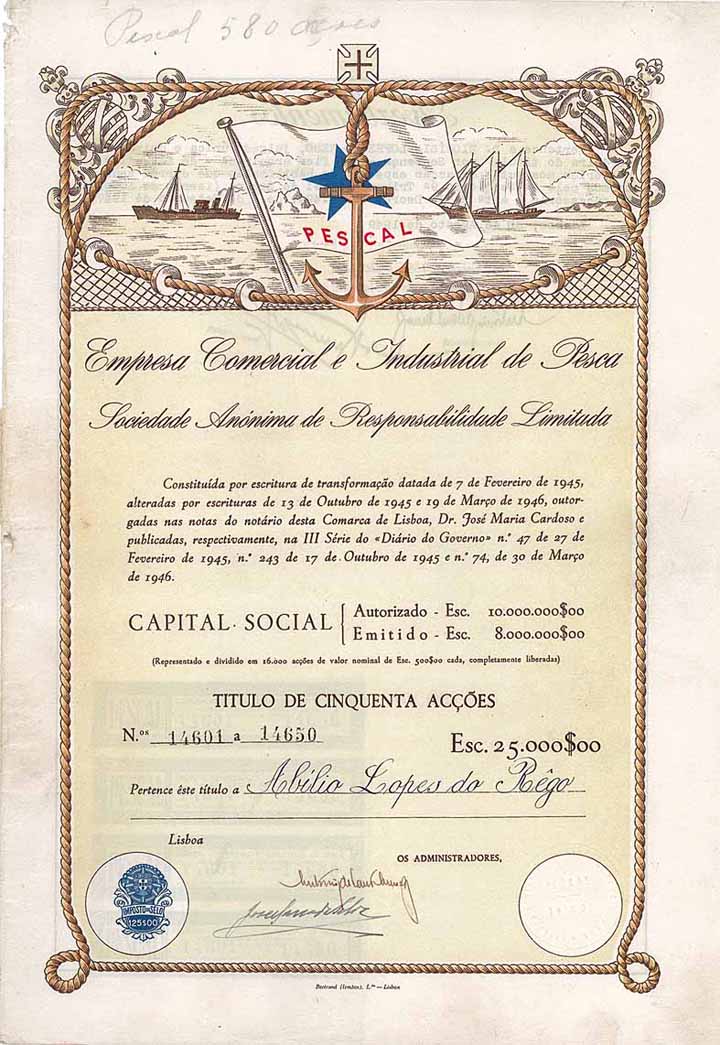 Pescal 580 acções
PESCAL
Empresa Comercial e Industrial de Pesca
Sociedade Anónima de Responsabilidade Limitada
Constituída por escritura de transformação datada de 7 de Fevereiro de 1945,
alteradas por escrituras de 13 de Outubro de 1945 e 19 de Março de 1946, outor-
gadas nas notas do notário desta Comarca de Lisboa, Dr. José Maria Cardoso e
publicadas, respectivamente, na III Série do «Diário do Governo» n.º 47 de 27 de
Fevereiro de 1945, n.º 243 de 17 de Outubro de 1945 e n.º 74, de 30 de Março
de 1946.
CAPITAL SOCIAL { Autorizado - Esc. 10.000.000$00
Emitido - Esc. 8.000.000$00
(Representado e dividido em 16.000 acções de valor nominal de Esc. 500$00 cada, completamente liberadas)
TITULO DE CINQUENTA ACÇÕES
N.os 14601 a 14650
Esc. 25.000$00
Pertence êste título a Abilio Lopes do Rêgo
Lisboa
OS ADMINISTRADORES,
IMPOSTO DO SELO
125$00
Bertrand (Irmãos), L.da — Lisboa